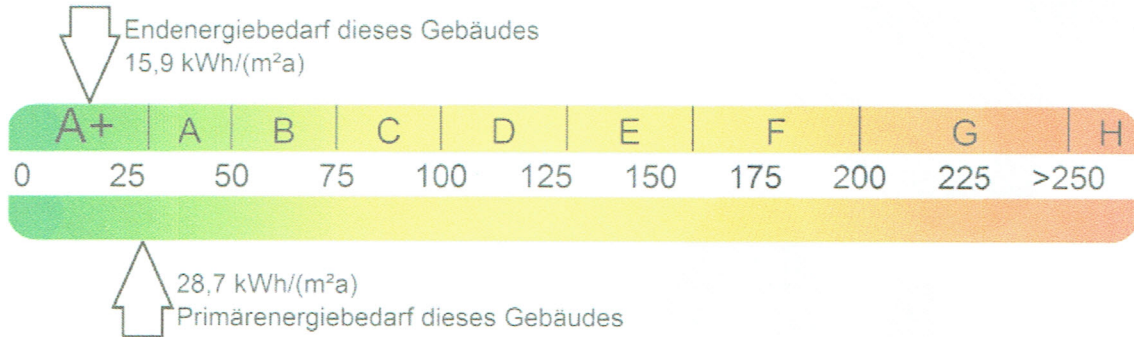 Endenergiebedarf dieses Gebäudes
15,9 kWh/(m²a)
A+ A B C D E F G H
0 25 50 75 100 125 150 175 200 225 >250
28,7 kWh/(m²a)
Primärenergiebedarf dieses Gebäudes